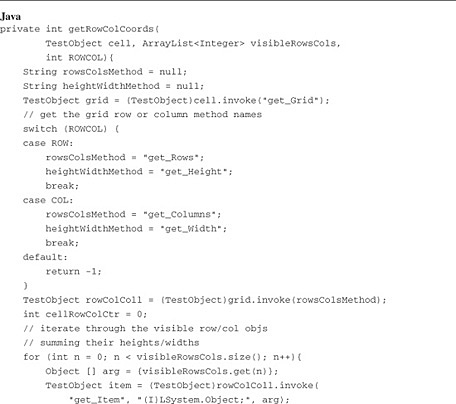 Java
private int getRowColCoords(
TestObject cell, ArrayList<Integer> visibleRowsCols,
int ROWCOL){
String rowsColsMethod = null;
String heightWidthMethod = null;
TestObject grid = (TestObject)cell.invoke("get_Grid");
// get the grid row or column method names
switch (ROWCOL) {
case ROW:
rowsColsMethod = "get_Rows";
heightWidthMethod = "get_Height";
break;
case COL:
rowsColsMethod = "get_Columns";
heightWidthMethod = "get_Width";
break;
default:
return -1;
}
TestObject rowColColl = (TestObject)grid.invoke(rowsColsMethod);
int cellRowColCtr = 0;
// iterate through the visible row/col objs
// summing their heights/widths
for (int n = 0; n < visibleRowsCols.size(); n++){
Object [] arg = {visibleRowsCols.get(n)};
TestObject item = (TestObject)rowColColl.invoke(
"get_Item", "(I)LSystem.Object;", arg);